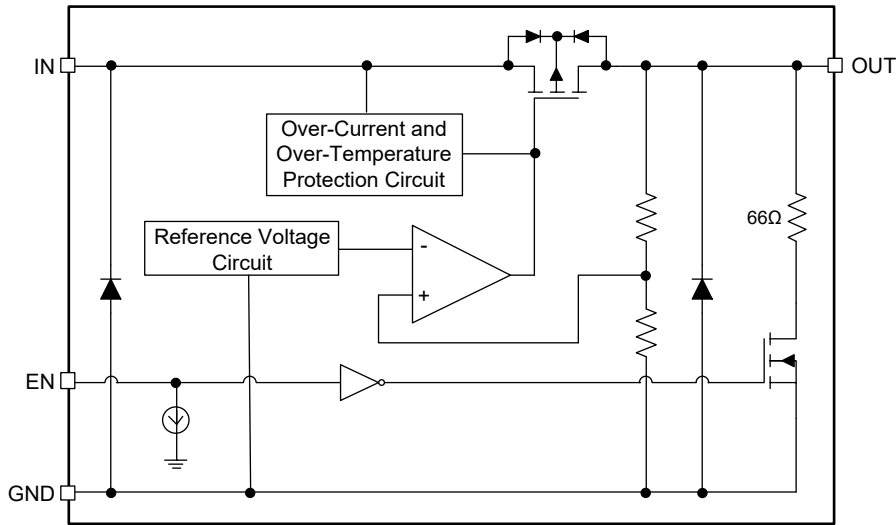 IN
OUT
Over-Current and
Over-Temperature
Protection Circuit
66Ω
Reference Voltage
Circuit
-
+
EN
GND